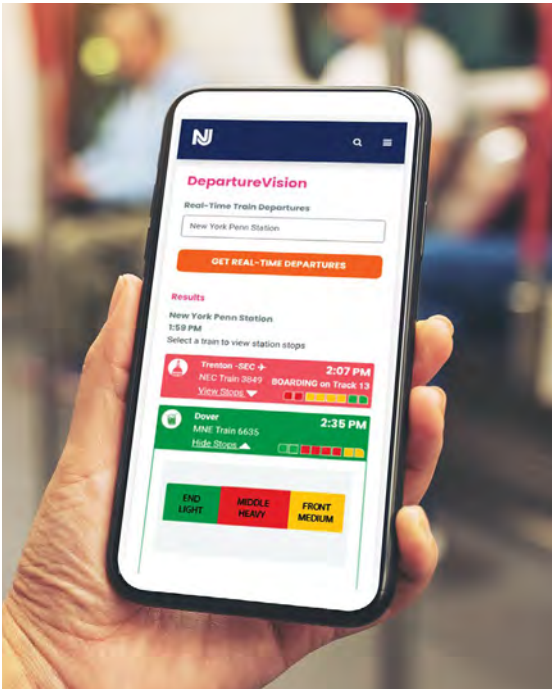 NJ
DepartureVision
Real-Time Train Departures
New York Penn Station
GET REAL-TIME DEPARTURES
Results
New York Penn Station
1:59 PM
Select a train to view station stops
Trenton -SEC ✈ 2:07 PM
NEC Train 3849 BOARDING on Track 13
View Stops
Dover 2:35 PM
MNE Train 6635
Hide Stops
END LIGHT
MIDDLE HEAVY
FRONT MEDIUM